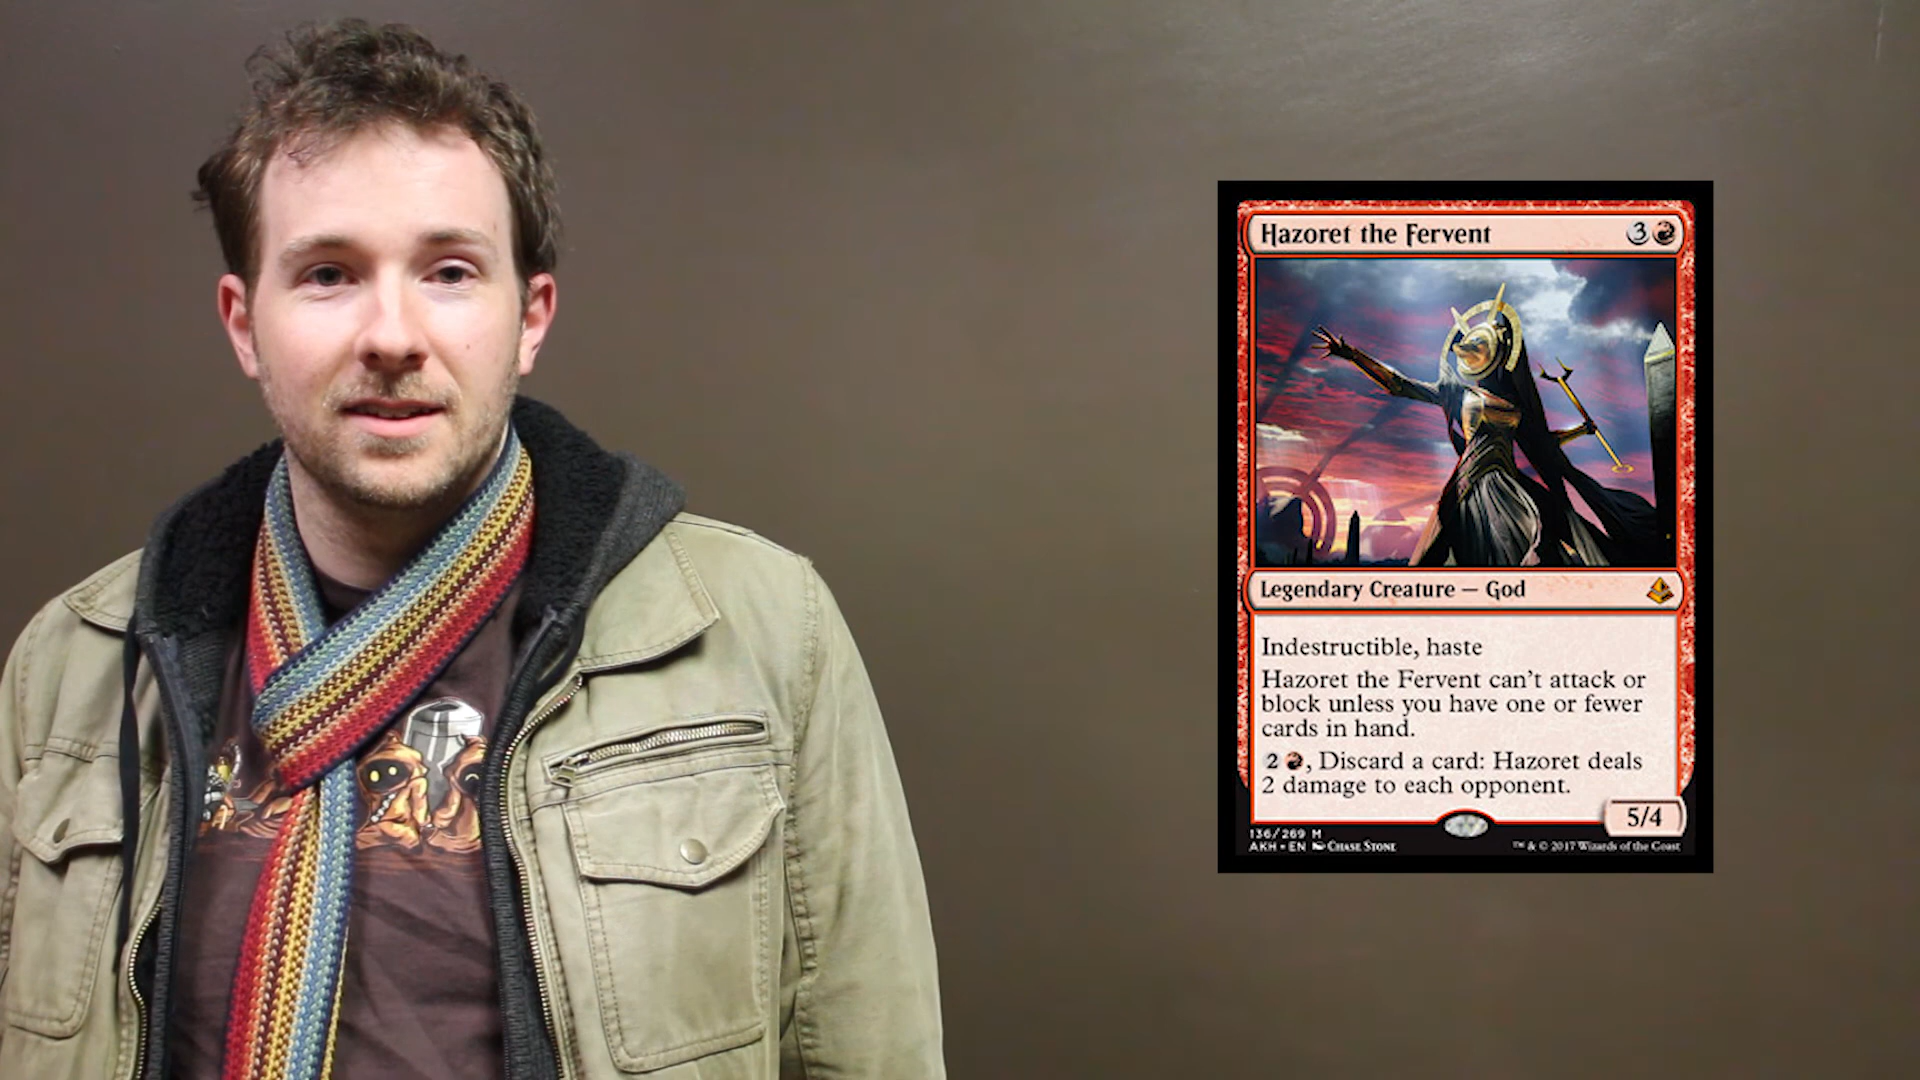 Hazoret the Fervent 3
Legendary Creature — God
Indestructible, haste
Hazoret the Fervent can't attack or
block unless you have one or fewer
cards in hand.
2 , Discard a card: Hazoret deals
2 damage to each opponent.
5/4
136/269 M
AKH • EN Chase Stone
™ & © 2017 Wizards of the Coast